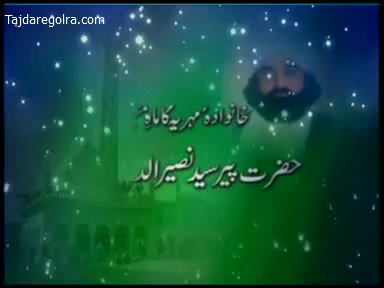 Tajdaregolra.com
خانوادہ مہریہ کا ماہِ
حضرت پیر سید نصیر الد